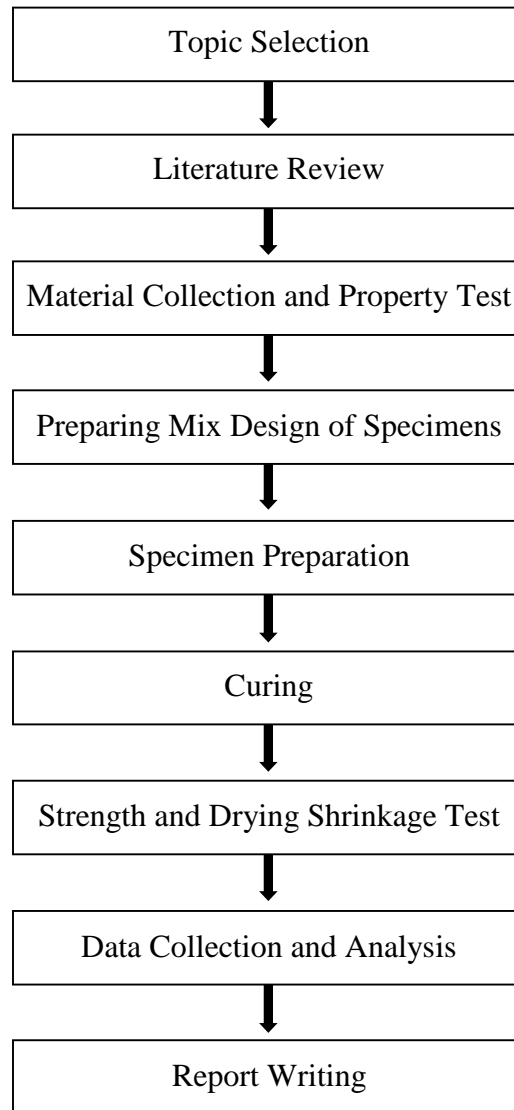 Topic Selection
Literature Review
Material Collection and Property Test
Preparing Mix Design of Specimens
Specimen Preparation
Curing
Strength and Drying Shrinkage Test
Data Collection and Analysis
Report Writing